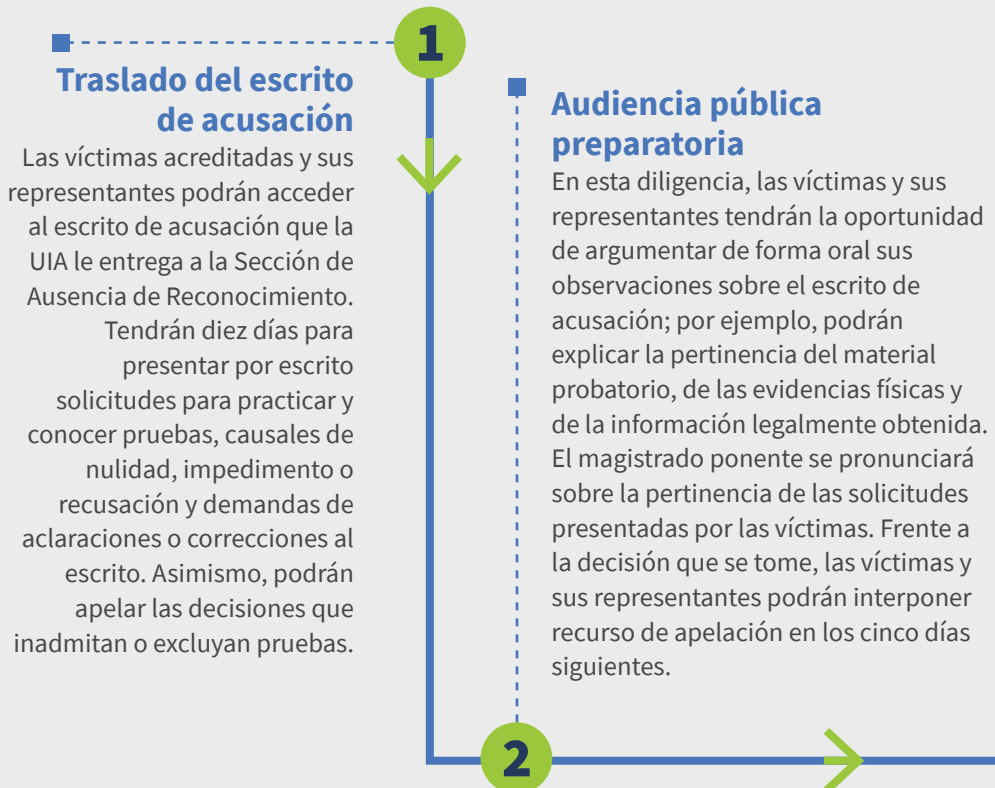 1
Traslado del escrito
de acusación
Las víctimas acreditadas y sus
representantes podrán acceder
al escrito de acusación que la
UIA le entrega a la Sección de
Ausencia de Reconocimiento.
Tendrán diez días para
presentar por escrito
solicitudes para practicar y
conocer pruebas, causales de
nulidad, impedimento o
recusación y demandas de
aclaraciones o correcciones al
escrito. Asimismo, podrán
apelar las decisiones que
inadmitan o excluyan pruebas.
2
Audiencia pública
preparatoria
En esta diligencia, las víctimas y sus
representantes tendrán la oportunidad
de argumentar de forma oral sus
observaciones sobre el escrito de
acusación; por ejemplo, podrán
explicar la pertinencia del material
probatorio, de las evidencias físicas y
de la información legalmente obtenida.
El magistrado ponente se pronunciará
sobre la pertinencia de las solicitudes
presentadas por las víctimas. Frente a
la decisión que se tome, las víctimas y
sus representantes podrán interponer
recurso de apelación en los cinco días
siguientes.